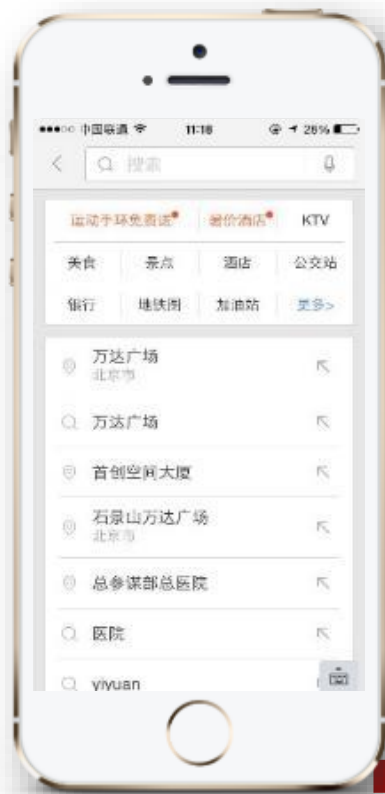 中国联通 11:18 26%
搜索
运动手环免费送 特价酒店 KTV
美食 景点 酒店 公交站
银行 地铁图 加油站 更多>
万达广场
北京市
万达广场
首创空间大厦
石景山万达广场
北京市
总参谋部总医院
医院
yiyuan